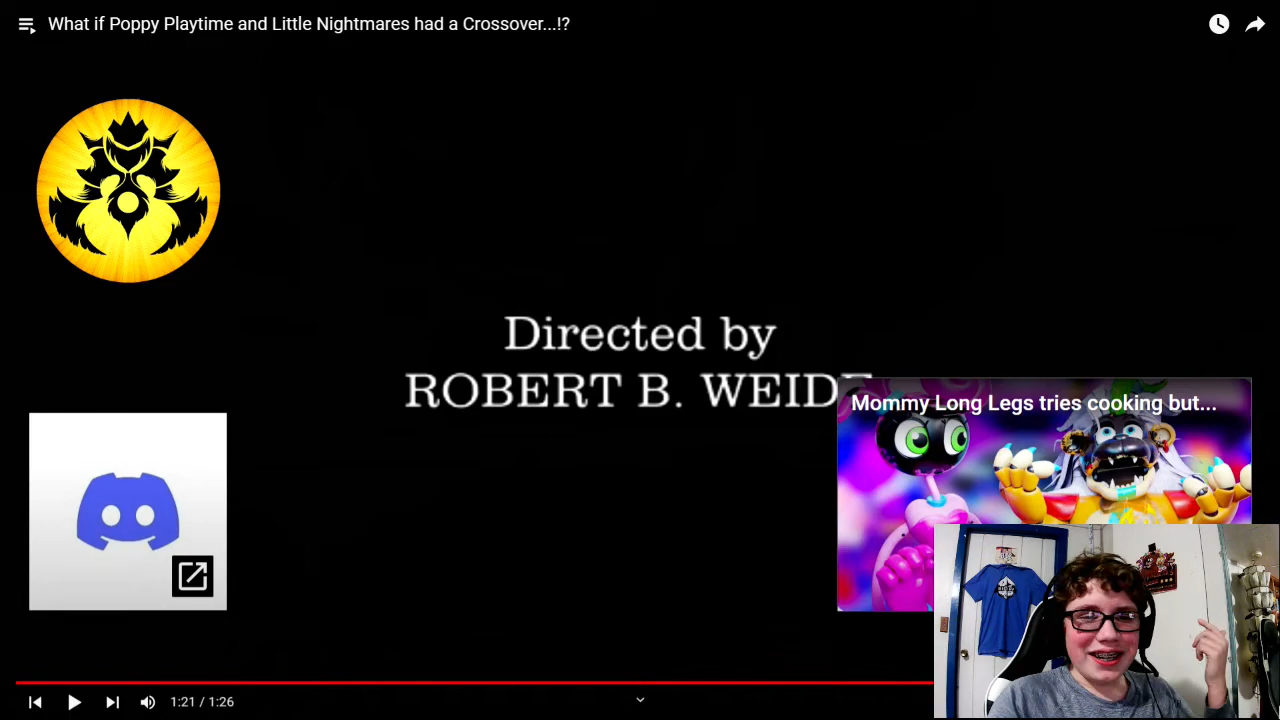 What if Poppy Playtime and Little Nightmares had a Crossover...!?
Directed by
ROBERT B. WEIDE
Mommy Long Legs tries cooking but...
1:21 / 1:26